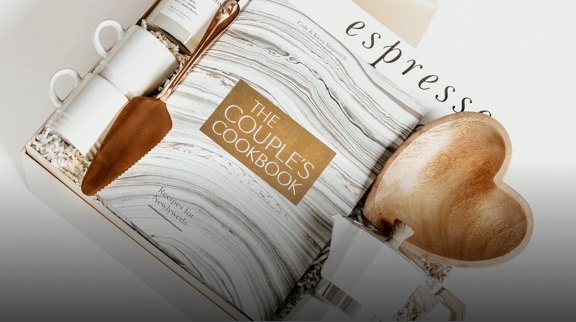 espresso
THE
COUPLE'S
COOKBOOK
Recipes for
Newlyweds